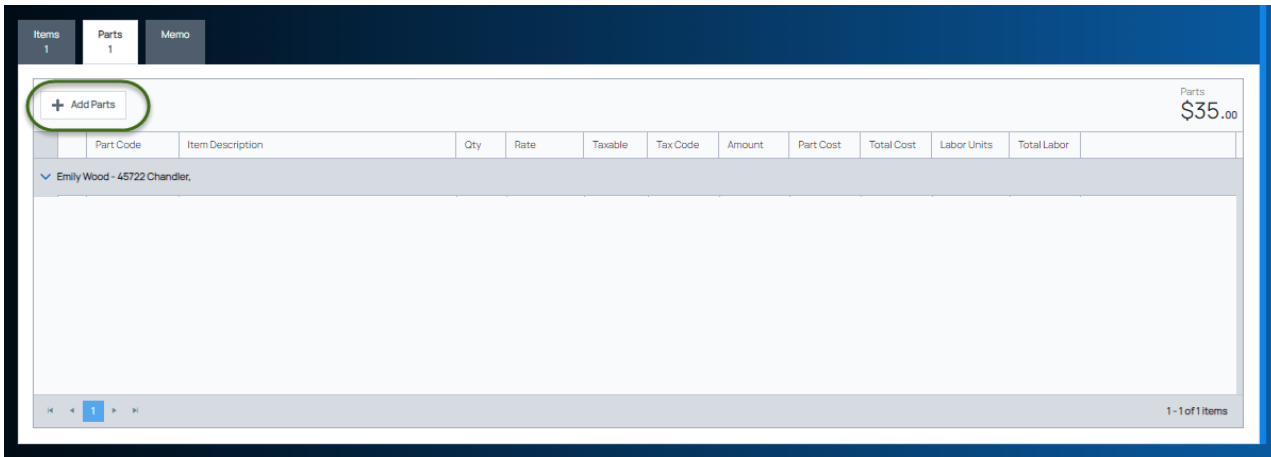 Items Parts Memo
1 1
+ Add Parts
Parts
$35.00
Part Code Item Description Qty Rate Taxable Tax Code Amount Part Cost Total Cost Labor Units Total Labor
Emily Wood - 45722 Chandler,
1
1 - 1 of 1 items